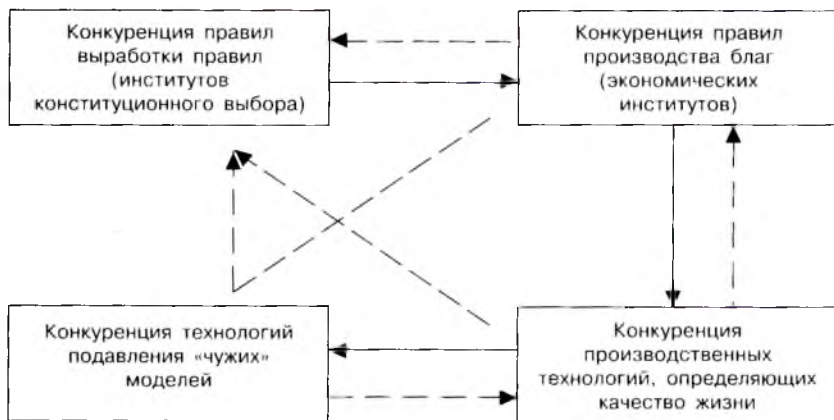 Конкуренция правил
выработки правил
(институтов
конституционного выбора)
Конкуренция правил
производства благ
(экономических
институтов)
Конкуренция технологий
подавления «чужих»
моделей
Конкуренция
производственных
технологий, определяющих
качество жизни